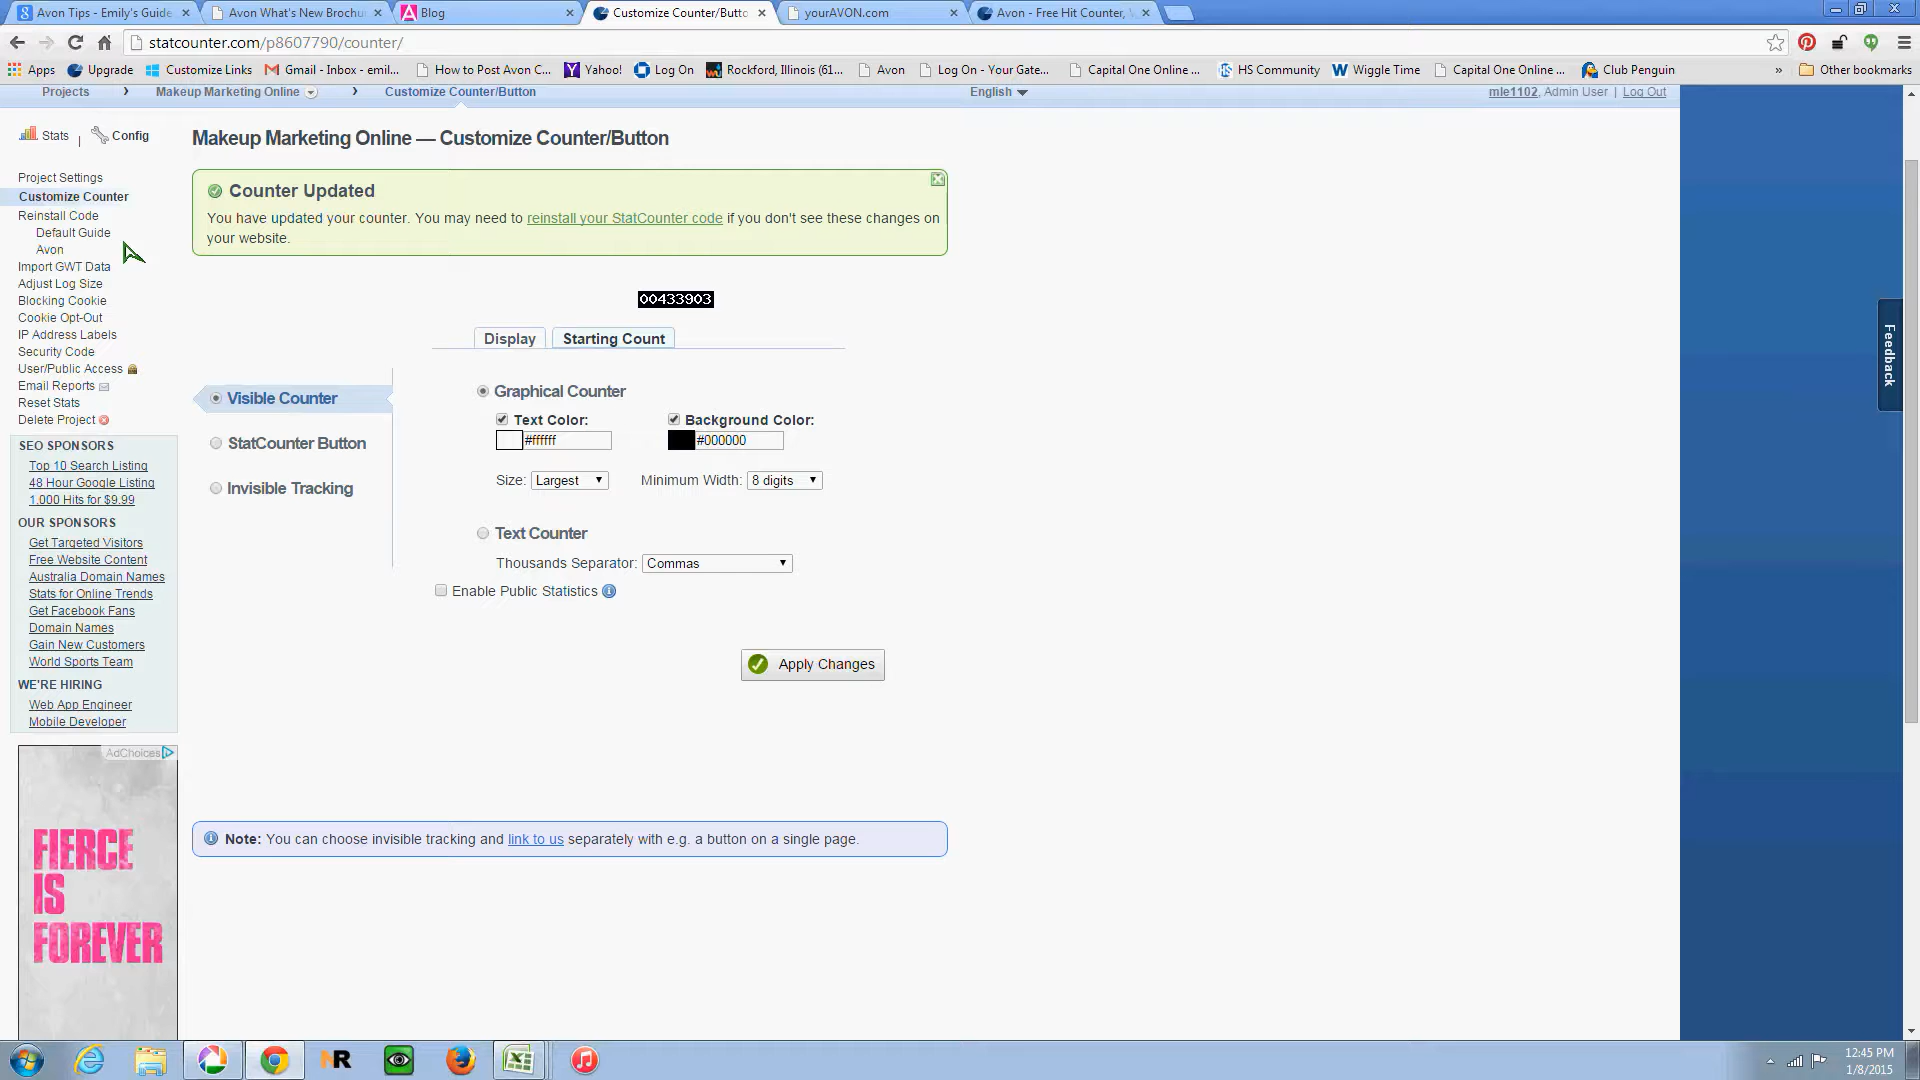 Avon Tips - Emily's Guide
Avon What's New Brochu
Blog
Customize Counter/Butto
yourAVON.com
Avon - Free Hit Counter,
statcounter.com/p8607790/counter/
Apps
Upgrade
Customize Links
Gmail - Inbox - emil...
How to Post Avon C...
Yahoo!
Log On
Rockford, Illinois (61...
Avon
Log On - Your Gate...
Capital One Online ...
HS Community
Wiggle Time
Capital One Online ...
Club Penguin
»
Other bookmarks
Projects
Makeup Marketing Online
Customize Counter/Button
English
mle1102, Admin User | Log Out
Stats | Config
Makeup Marketing Online — Customize Counter/Button
Project Settings
Customize Counter
Reinstall Code
Default Guide
Avon
Import GWT Data
Adjust Log Size
Blocking Cookie
Cookie Opt-Out
IP Address Labels
Security Code
User/Public Access
Email Reports
Reset Stats
Delete Project
SEO SPONSORS
Top 10 Search Listing
48 Hour Google Listing
1,000 Hits for $9.99
OUR SPONSORS
Get Targeted Visitors
Free Website Content
Australia Domain Names
Stats for Online Trends
Get Facebook Fans
Domain Names
Gain New Customers
World Sports Team
WE'RE HIRING
Web App Engineer
Mobile Developer
AdChoices
FIERCE
IS
FOREVER
Counter Updated
You have updated your counter. You may need to reinstall your StatCounter code if you don't see these changes on
your website.
00433903
Display
Starting Count
Visible Counter
StatCounter Button
Invisible Tracking
Graphical Counter
Text Color:
Background Color:
#ffffff
#000000
Size: Largest
Minimum Width: 8 digits
Text Counter
Thousands Separator: Commas
Enable Public Statistics
Apply Changes
Note: You can choose invisible tracking and link to us separately with e.g. a button on a single page.
Feedback
NR
12:45 PM
1/8/2015